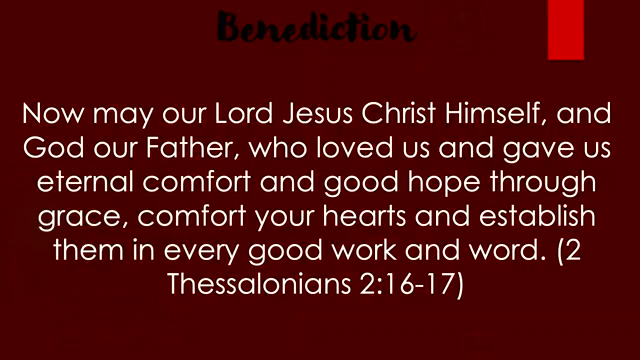 Benediction
Now may our Lord Jesus Christ Himself, and
God our Father, who loved us and gave us
eternal comfort and good hope through
grace, comfort your hearts and establish
them in every good work and word. (2
Thessalonians 2:16-17)